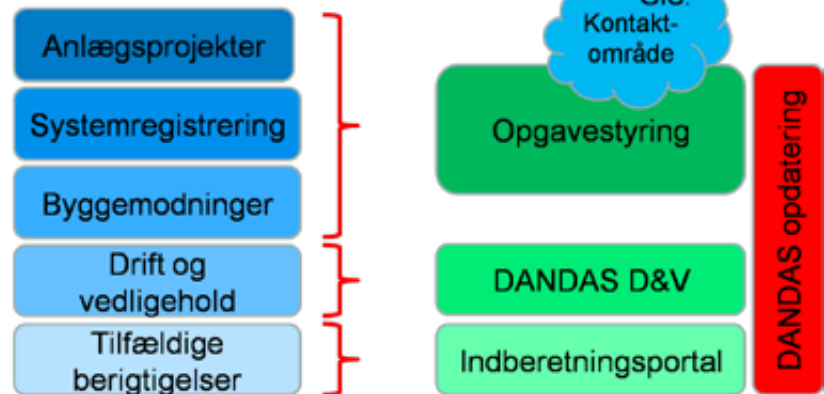 Anlægsprojekter
Systemregistrering
Byggemodninger
Drift og
vedligehold
Tilfældige
berigtigelser
Kontakt-
område
Opgavestyring
DANDAS D&V
Indberetningsportal
DANDAS opdatering